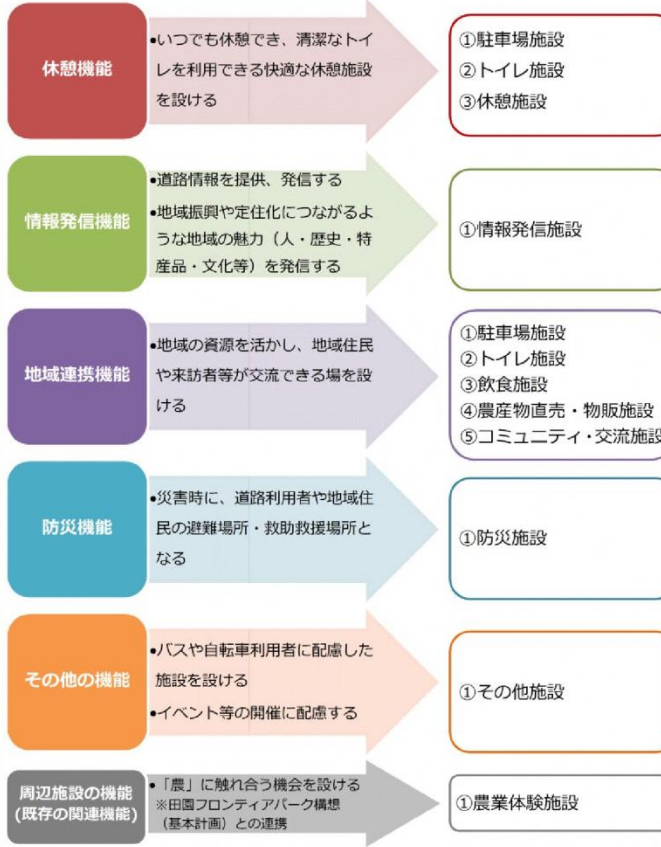 休憩機能
•いつでも休憩でき、清潔なトイ
レを利用できる快適な休憩施設
を設ける
①駐車場施設
②トイレ施設
③休憩施設
情報発信機能
•道路情報を提供、発信する
•地域振興や定住化につながるよ
うな地域の魅力（人・歴史・特
産品・文化等）を発信する
①情報発信施設
地域連携機能
•地域の資源を活かし、地域住民
や来訪者等が交流できる場を設
ける
①駐車場施設
②トイレ施設
③飲食施設
④農産物直売・物販施設
⑤コミュニティ・交流施設
防災機能
•災害時に、道路利用者や地域住
民の避難場所・救助救援場所と
なる
①防災施設
その他の機能
•バスや自転車利用者に配慮した
施設を設ける
•イベント等の開催に配慮する
①その他施設
周辺施設の機能
(既存の関連機能)
•「農」に触れ合う機会を設ける
※田園フロンティアパーク構想
（基本計画）との連携
①農業体験施設